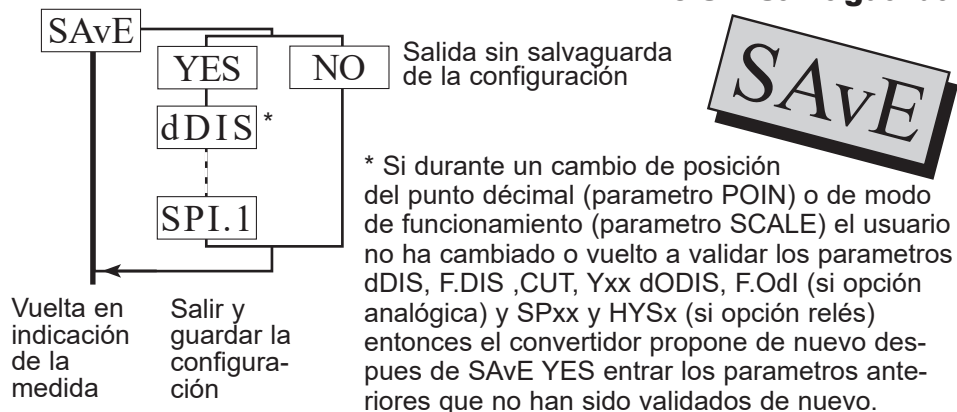 SAvE
YES
NO
Salida sin salvaguarda
de la configuración
dDIS *
SPI.1
SAvE
* Si durante un cambio de posición
del punto décimal (parametro POIN) o de modo
de funcionamiento (parametro SCALE) el usuario
no ha cambiado o vuelto a validar los parametros
dDIS, F.DIS ,CUT, Yxx dODIS, F.OdI (si opción
analógica) y SPxx y HYSx (si opción relés)
entonces el convertidor propone de nuevo des-
pues de SAvE YES entrar los parametros ante-
riores que no han sido validados de nuevo.
Vuelta en
indicación
de la
medida
Salir y
guardar la
configura-
ción